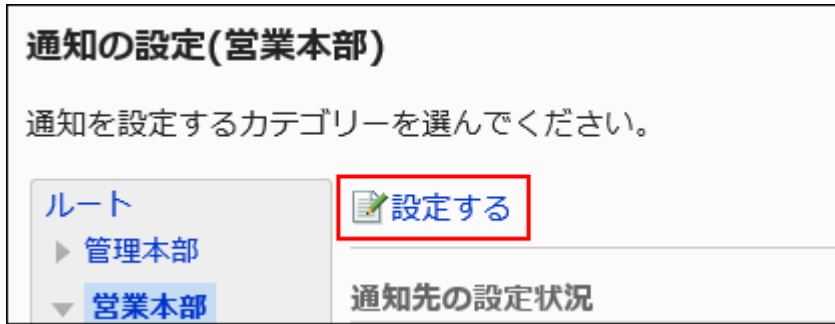 通知の設定(営業本部)
通知を設定するカテゴリーを選んでください。
ルート
管理本部
営業本部
設定する
通知先の設定状況